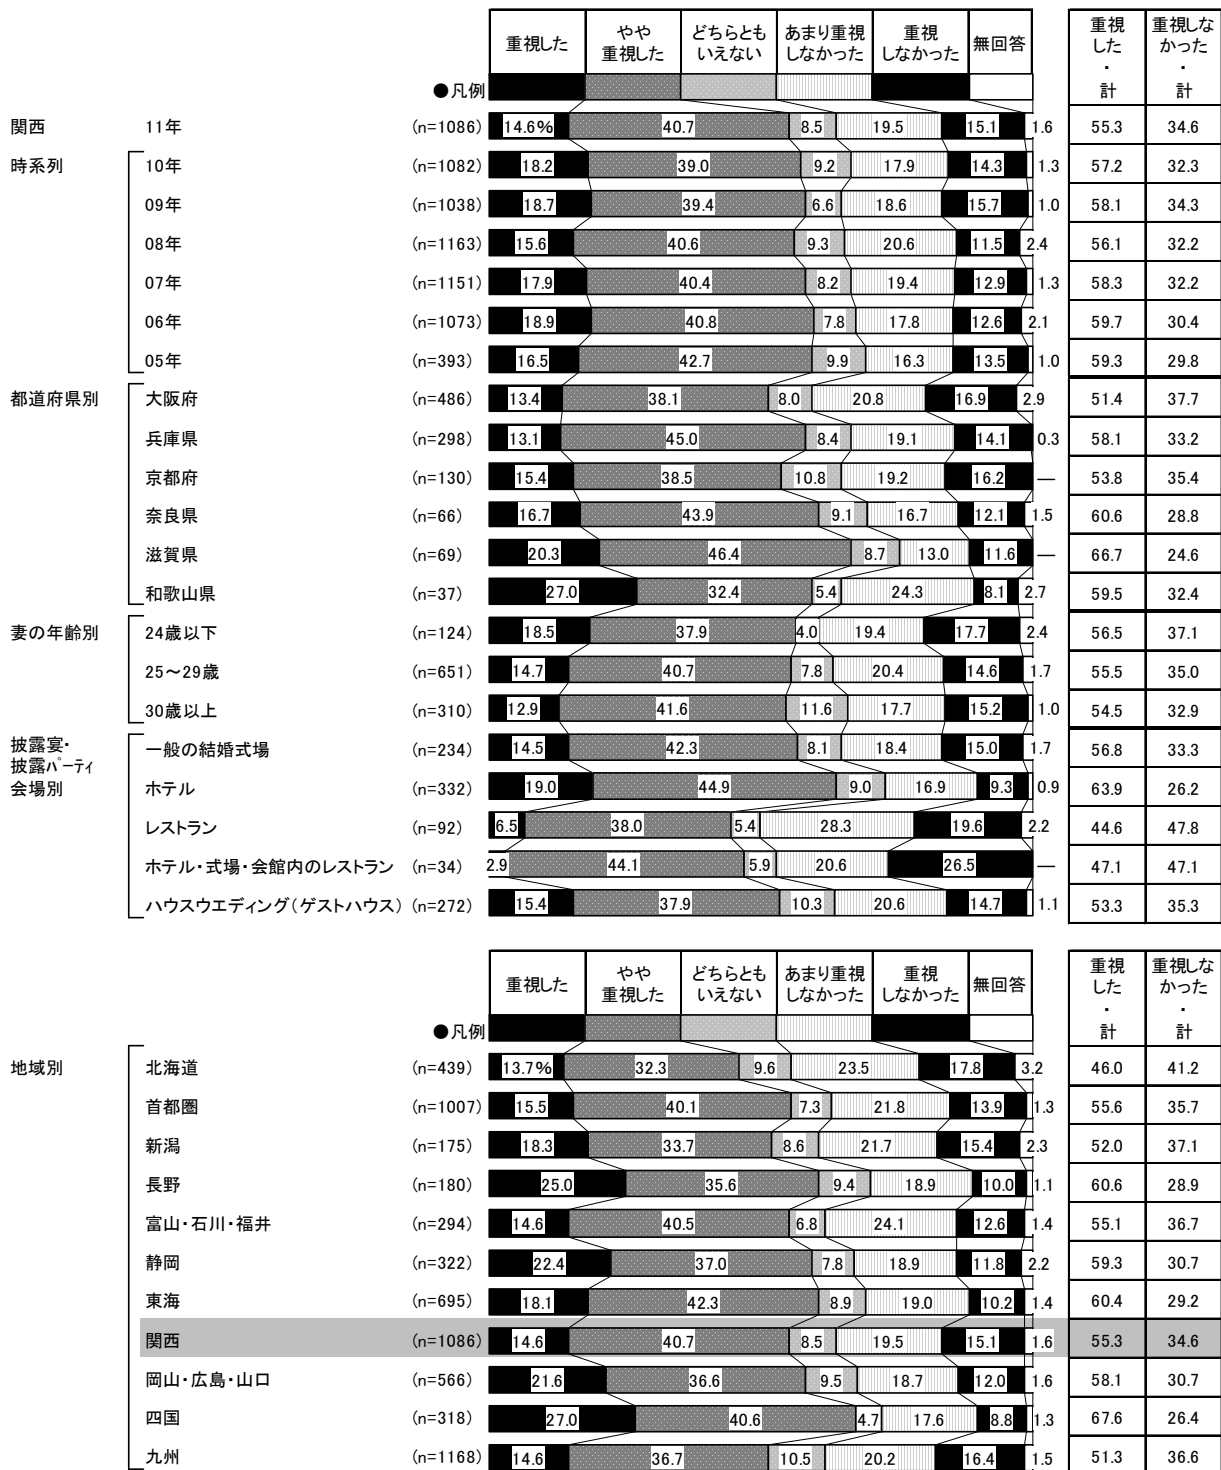 重視した やや 重視した どちらとも いえない あまり重視 しなかった 重視 しなかった 無回答 重視 した ・ 計 重視しな かった ・ 計
●凡例
関西 11年 (n=1086) 14.6% 40.7 8.5 19.5 15.1 1.6 55.3 34.6
時系列 10年 (n=1082) 18.2 39.0 9.2 17.9 14.3 1.3 57.2 32.3
09年 (n=1038) 18.7 39.4 6.6 18.6 15.7 1.0 58.1 34.3
08年 (n=1163) 15.6 40.6 9.3 20.6 11.5 2.4 56.1 32.2
07年 (n=1151) 17.9 40.4 8.2 19.4 12.9 1.3 58.3 32.2
06年 (n=1073) 18.9 40.8 7.8 17.8 12.6 2.1 59.7 30.4
05年 (n=393) 16.5 42.7 9.9 16.3 13.5 1.0 59.3 29.8
都道府県別 大阪府 (n=486) 13.4 38.1 8.0 20.8 16.9 2.9 51.4 37.7
兵庫県 (n=298) 13.1 45.0 8.4 19.1 14.1 0.3 58.1 33.2
京都府 (n=130) 15.4 38.5 10.8 19.2 16.2 — 53.8 35.4
奈良県 (n=66) 16.7 43.9 9.1 16.7 12.1 1.5 60.6 28.8
滋賀県 (n=69) 20.3 46.4 8.7 13.0 11.6 — 66.7 24.6
和歌山県 (n=37) 27.0 32.4 5.4 24.3 8.1 2.7 59.5 32.4
妻の年齢別 24歳以下 (n=124) 18.5 37.9 4.0 19.4 17.7 2.4 56.5 37.1
25～29歳 (n=651) 14.7 40.7 7.8 20.4 14.6 1.7 55.5 35.0
30歳以上 (n=310) 12.9 41.6 11.6 17.7 15.2 1.0 54.5 32.9
披露宴・
披露パーティ
会場別
一般の結婚式場 (n=234) 14.5 42.3 8.1 18.4 15.0 1.7 56.8 33.3
ホテル (n=332) 19.0 44.9 9.0 16.9 9.3 0.9 63.9 26.2
レストラン (n=92) 6.5 38.0 5.4 28.3 19.6 2.2 44.6 47.8
ホテル・式場・会館内のレストラン (n=34) 2.9 44.1 5.9 20.6 26.5 — 47.1 47.1
ハウスウエディング(ゲストハウス) (n=272) 15.4 37.9 10.3 20.6 14.7 1.1 53.3 35.3
重視した やや 重視した どちらとも いえない あまり重視 しなかった 重視 しなかった 無回答 重視 した ・ 計 重視しな かった ・ 計
●凡例
地域別 北海道 (n=439) 13.7% 32.3 9.6 23.5 17.8 3.2 46.0 41.2
首都圏 (n=1007) 15.5 40.1 7.3 21.8 13.9 1.3 55.6 35.7
新潟 (n=175) 18.3 33.7 8.6 21.7 15.4 2.3 52.0 37.1
長野 (n=180) 25.0 35.6 9.4 18.9 10.0 1.1 60.6 28.9
富山・石川・福井 (n=294) 14.6 40.5 6.8 24.1 12.6 1.4 55.1 36.7
静岡 (n=322) 22.4 37.0 7.8 18.9 11.8 2.2 59.3 30.7
東海 (n=695) 18.1 42.3 8.9 19.0 10.2 1.4 60.4 29.2
関西 (n=1086) 14.6 40.7 8.5 19.5 15.1 1.6 55.3 34.6
岡山・広島・山口 (n=566) 21.6 36.6 9.5 18.7 12.0 1.6 58.1 30.7
四国 (n=318) 27.0 40.6 4.7 17.6 8.8 1.3 67.6 26.4
九州 (n=1168) 14.6 36.7 10.5 20.2 16.4 1.5 51.3 36.6